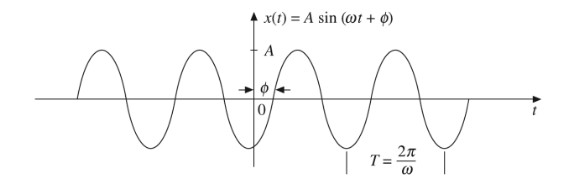 x(t) = A sin (ωt + ϕ)
A
ϕ
0
t
T = 2π/ω